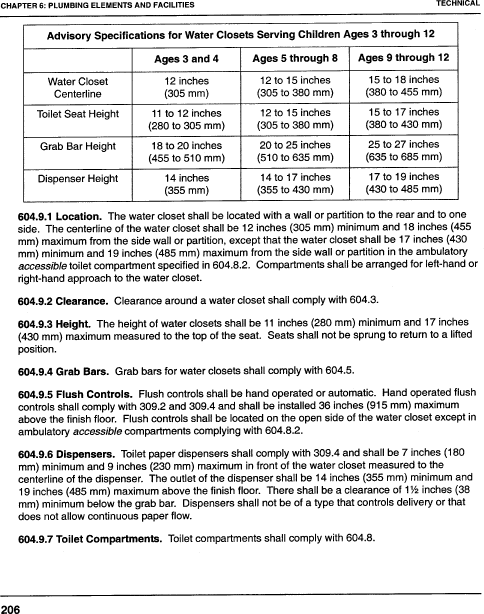 CHAPTER 6: PLUMBING ELEMENTS AND FACILITIES
TECHNICAL
Advisory Specifications for Water Closets Serving Children Ages 3 through 12
Ages 3 and 4 Ages 5 through 8 Ages 9 through 12
Water Closet Centerline 12 inches (305 mm) 12 to 15 inches (305 to 380 mm) 15 to 18 inches (380 to 455 mm)
Toilet Seat Height 11 to 12 inches (280 to 305 mm) 12 to 15 inches (305 to 380 mm) 15 to 17 inches (380 to 430 mm)
Grab Bar Height 18 to 20 inches (455 to 510 mm) 20 to 25 inches (510 to 635 mm) 25 to 27 inches (635 to 685 mm)
Dispenser Height 14 inches (355 mm) 14 to 17 inches (355 to 430 mm) 17 to 19 inches (430 to 485 mm)
604.9.1 Location. The water closet shall be located with a wall or partition to the rear and to one
side. The centerline of the water closet shall be 12 inches (305 mm) minimum and 18 inches (455
mm) maximum from the side wall or partition, except that the water closet shall be 17 inches (430
mm) minimum and 19 inches (485 mm) maximum from the side wall or partition in the ambulatory
accessible toilet compartment specified in 604.8.2. Compartments shall be arranged for left-hand or
right-hand approach to the water closet.
604.9.2 Clearance. Clearance around a water closet shall comply with 604.3.
604.9.3 Height. The height of water closets shall be 11 inches (280 mm) minimum and 17 inches
(430 mm) maximum measured to the top of the seat. Seats shall not be sprung to return to a lifted
position.
604.9.4 Grab Bars. Grab bars for water closets shall comply with 604.5.
604.9.5 Flush Controls. Flush controls shall be hand operated or automatic. Hand operated flush
controls shall comply with 309.2 and 309.4 and shall be installed 36 inches (915 mm) maximum
above the finish floor. Flush controls shall be located on the open side of the water closet except in
ambulatory accessible compartments complying with 604.8.2.
604.9.6 Dispensers. Toilet paper dispensers shall comply with 309.4 and shall be 7 inches (180
mm) minimum and 9 inches (230 mm) maximum in front of the water closet measured to the
centerline of the dispenser. The outlet of the dispenser shall be 14 inches (355 mm) minimum and
19 inches (485 mm) maximum above the finish floor. There shall be a clearance of 1½ inches (38
mm) minimum below the grab bar. Dispensers shall not be of a type that controls delivery or that
does not allow continuous paper flow.
604.9.7 Toilet Compartments. Toilet compartments shall comply with 604.8.
206